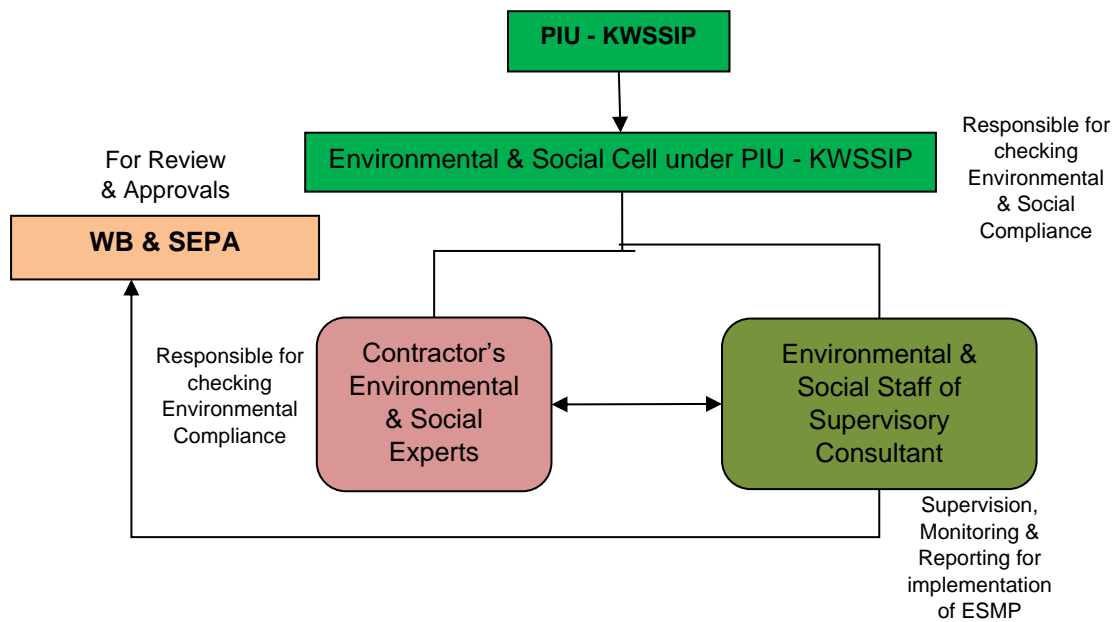 PIU - KWSSIP
Environmental & Social Cell under PIU - KWSSIP
Responsible for
checking
Environmental
& Social
Compliance
For Review
& Approvals
WB & SEPA
Responsible for
checking
Environmental
Compliance
Contractor's
Environmental
& Social
Experts
Environmental &
Social Staff of
Supervisory
Consultant
Supervision,
Monitoring &
Reporting for
implementation
of ESMP